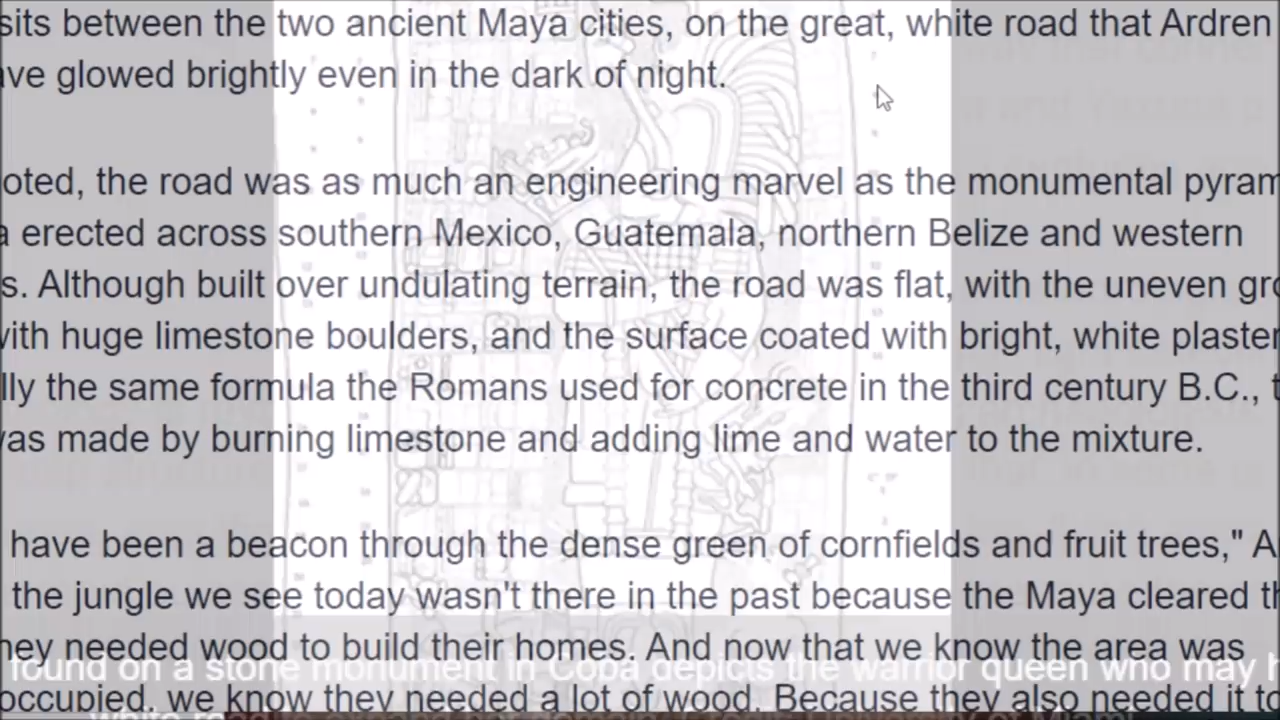 sits between the two ancient Maya cities, on the great, white road that Ardren
ave glowed brightly even in the dark of night.
oted, the road was as much an engineering marvel as the monumental pyram
a erected across southern Mexico, Guatemala, northern Belize and western
s. Although built over undulating terrain, the road was flat, with the uneven gro
with huge limestone boulders, and the surface coated with bright, white plaster
lly the same formula the Romans used for concrete in the third century B.C., t
was made by burning limestone and adding lime and water to the mixture.
have been a beacon through the dense green of cornfields and fruit trees," A
the jungle we see today wasn't there in the past because the Maya cleared th
hey needed wood to build their homes. And now that we know the area was
found on a stone monument in Coba depicts the warrior queen who may h
occupied, we know they needed a lot of wood. Because they also needed it to
white